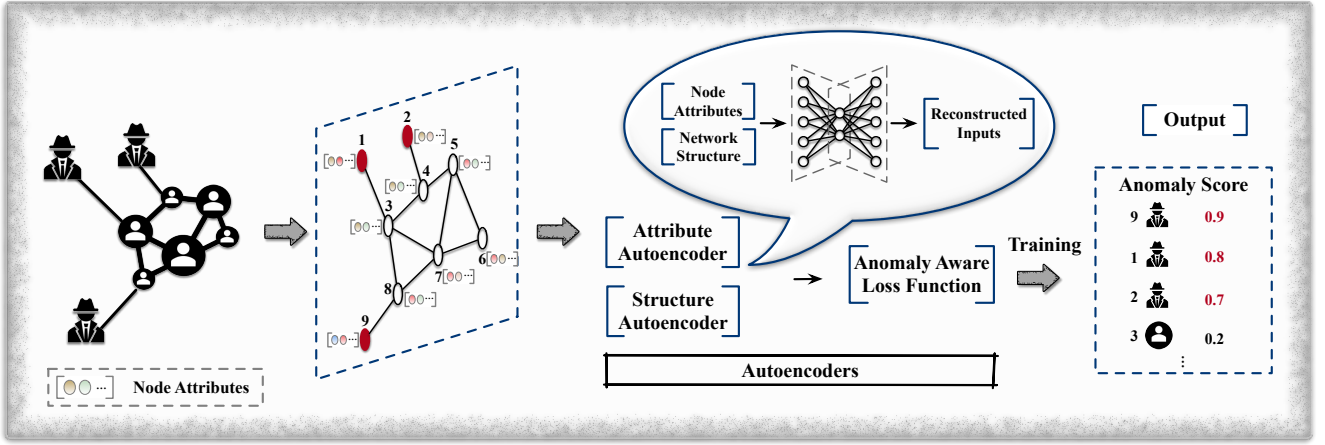 [ ... ] Node Attributes
1
2
3
4
5
6
7
8
9
[ ... ]
[ ... ]
[ ... ]
[ ... ]
[ ... ]
[ ... ]
[ ... ]
[ ... ]
[ ... ]
Node
Attributes
Network
Structure
Reconstructed
Inputs
Attribute
Autoencoder
Structure
Autoencoder
Anomaly Aware
Loss Function
Autoencoders
Training
Output
Anomaly Score
9 0.9
1 0.8
2 0.7
3 0.2
⋮